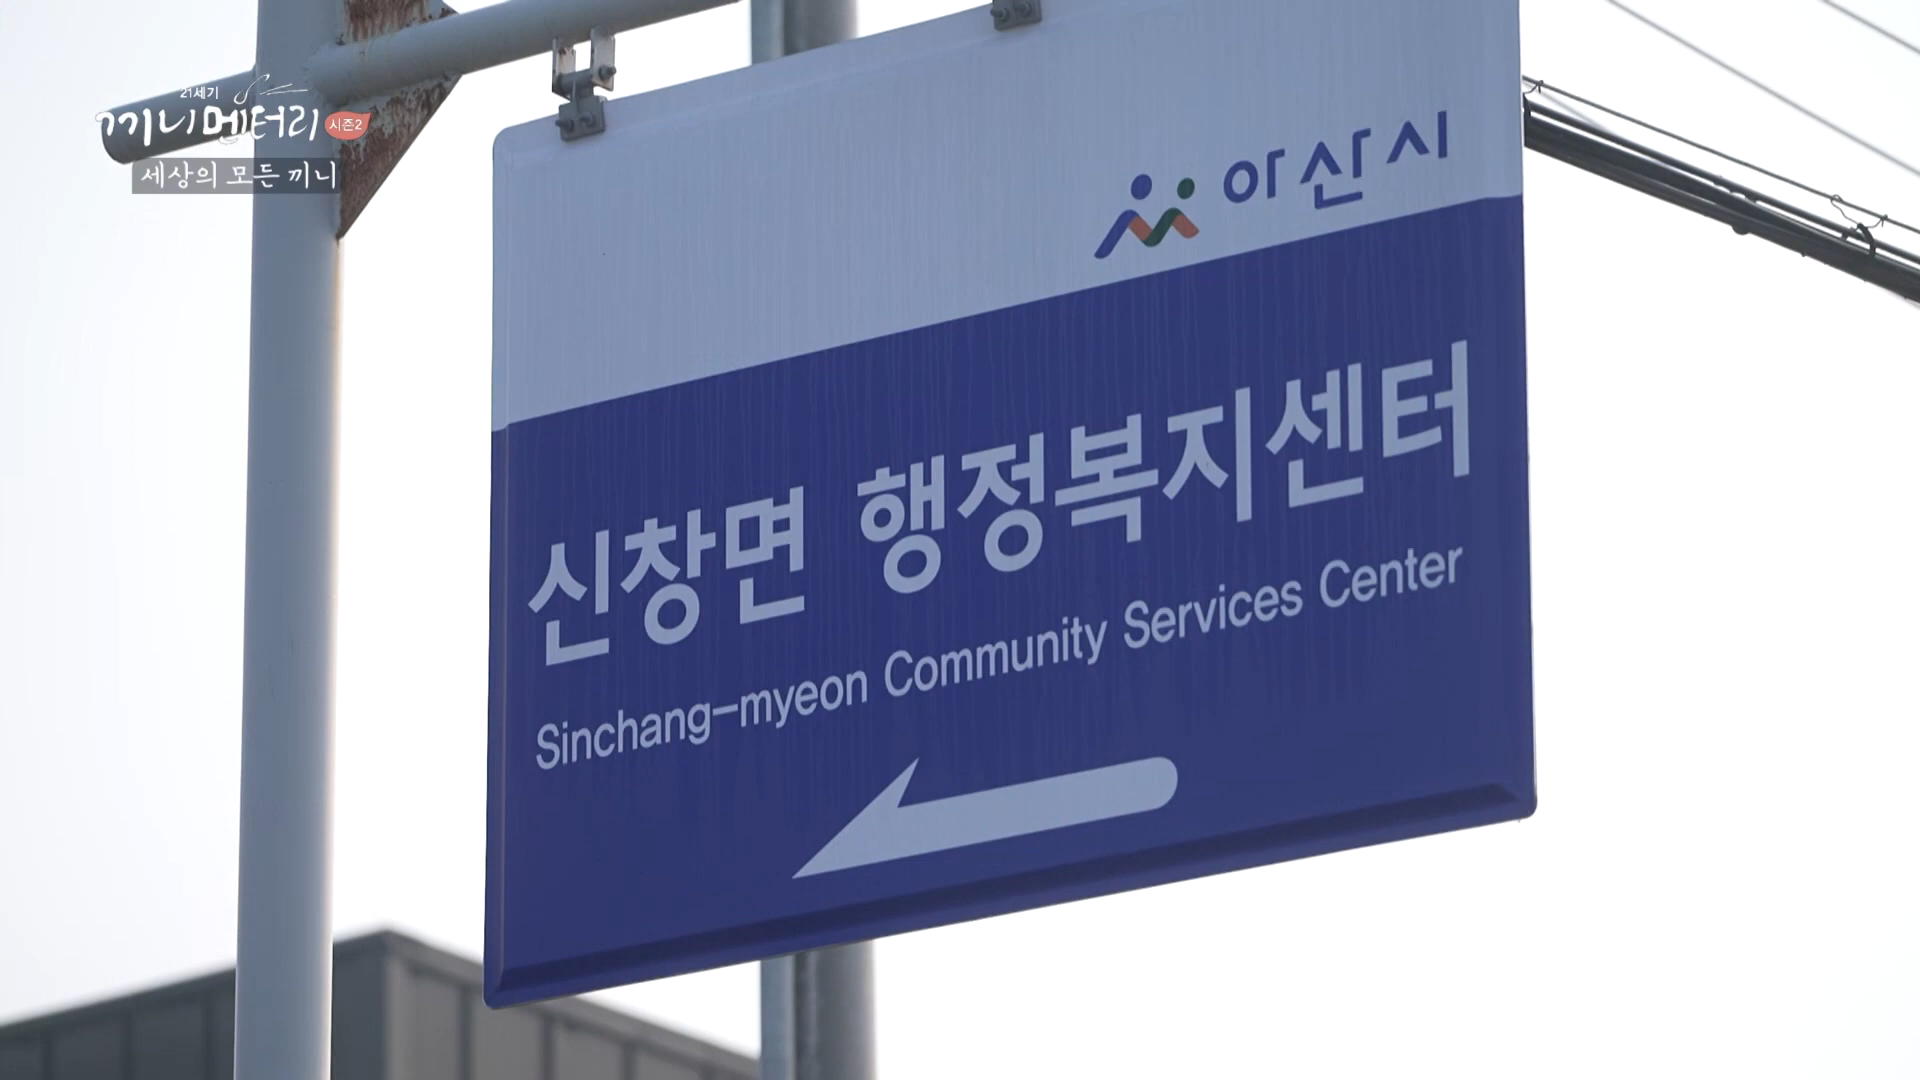 21세기
끼니멘터리 시즌2
세상의 모든 끼니
아산시
신창면 행정복지센터
Sinchang-myeon Community Services Center